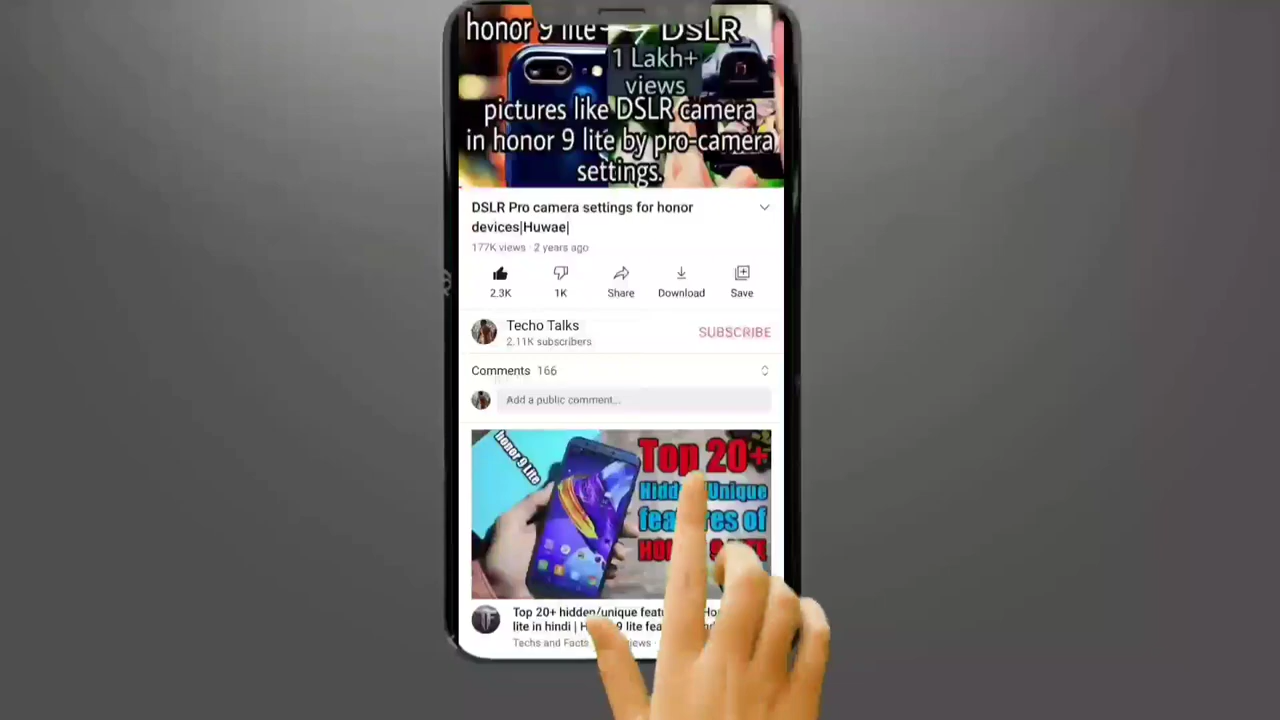 honor 9 lite
DSLR
1 Lakh+
views
pictures like DSLR camera
in honor 9 lite by pro-camera
settings.
DSLR Pro camera settings for honor
devices|Huwae|
177K views · 2 years ago
2.3K
1K
Share
Download
Save
Techo Talks
2.11K subscribers
SUBSCRIBE
Comments 166
Add a public comment...
honor 9 Lite
Top 20+
Unique
of
Top 20+ hidden/unique
lite in hindi | 9 lite
Techs and Facts